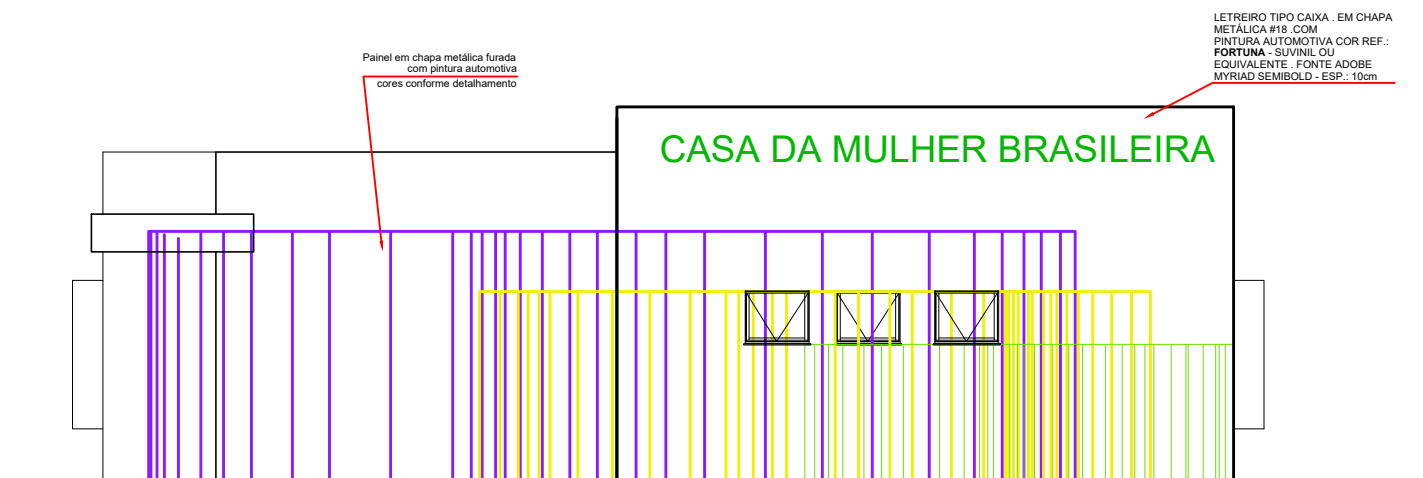 LETREIRO TIPO CAIXA . EM CHAPA
METÁLICA #18 .COM
PINTURA AUTOMOTIVA COR REF.:
FORTUNA - SUVINIL OU
EQUIVALENTE . FONTE ADOBE
MYRIAD SEMIBOLD - ESP.: 10cm
Painel em chapa metálica furada
com pintura automotiva
cores conforme detalhamento
CASA DA MULHER BRASILEIRA